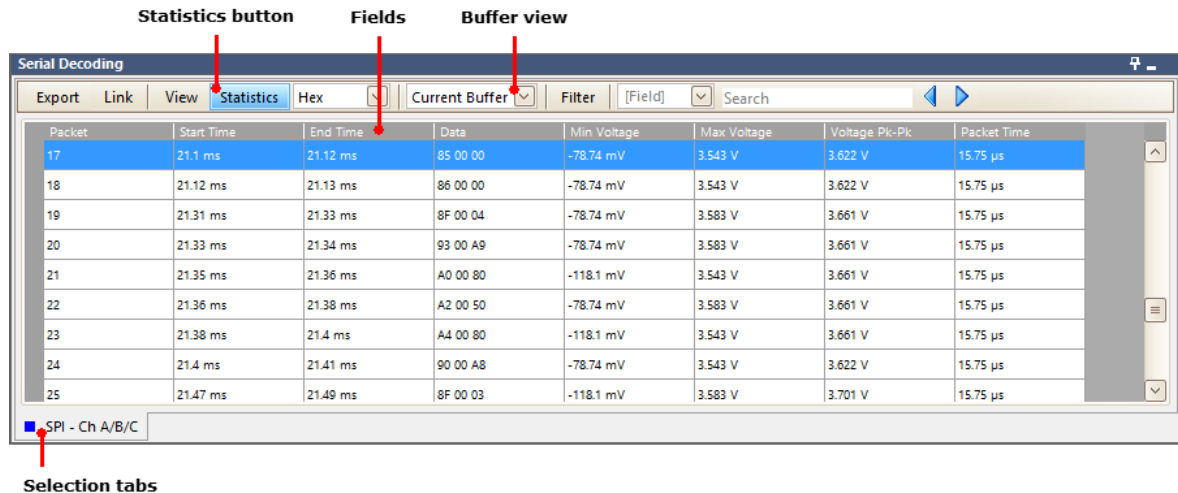 Statistics button Fields Buffer view
Serial Decoding
Export Link View Statistics Hex Current Buffer Filter [Field] Search
Packet Start Time End Time Data Min Voltage Max Voltage Voltage Pk-Pk Packet Time
17 21.1 ms 21.12 ms 85 00 00 -78.74 mV 3.543 V 3.622 V 15.75 µs
18 21.12 ms 21.13 ms 86 00 00 -78.74 mV 3.543 V 3.622 V 15.75 µs
19 21.31 ms 21.33 ms 8F 00 04 -78.74 mV 3.583 V 3.661 V 15.75 µs
20 21.33 ms 21.34 ms 93 00 A9 -78.74 mV 3.583 V 3.661 V 15.75 µs
21 21.35 ms 21.36 ms A0 00 80 -118.1 mV 3.543 V 3.661 V 15.75 µs
22 21.36 ms 21.38 ms A2 00 50 -78.74 mV 3.583 V 3.661 V 15.75 µs
23 21.38 ms 21.4 ms A4 00 80 -118.1 mV 3.543 V 3.661 V 15.75 µs
24 21.4 ms 21.41 ms 90 00 A8 -78.74 mV 3.543 V 3.622 V 15.75 µs
25 21.47 ms 21.49 ms 8F 00 03 -118.1 mV 3.583 V 3.701 V 15.75 µs
SPI - Ch A/B/C
Selection tabs